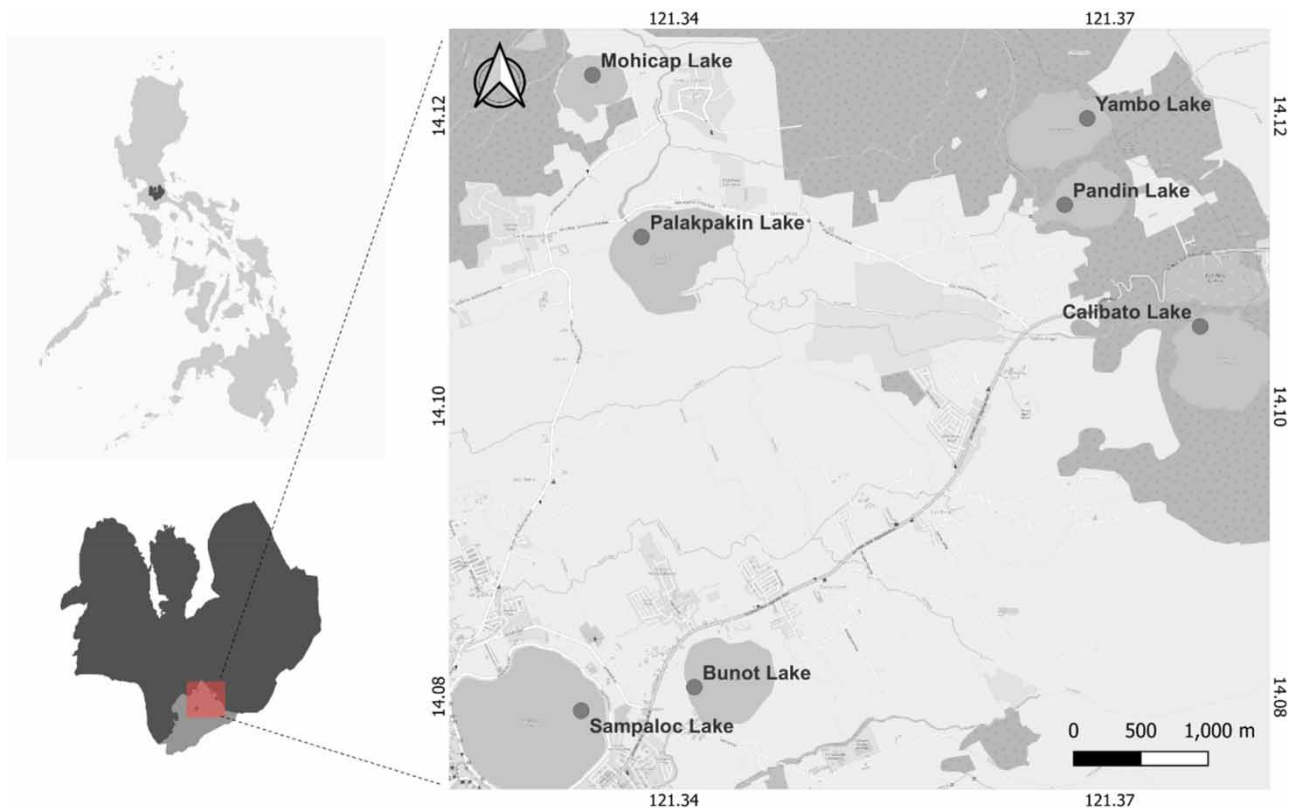 121.34
121.37
Mohicap Lake
Yambo Lake
14.12
14.12
Pandin Lake
Palakpakin Lake
Calibato Lake
14.10
14.10
Bunot Lake
14.08
14.08
Sampaloc Lake
0 500 1,000 m
121.34
121.37